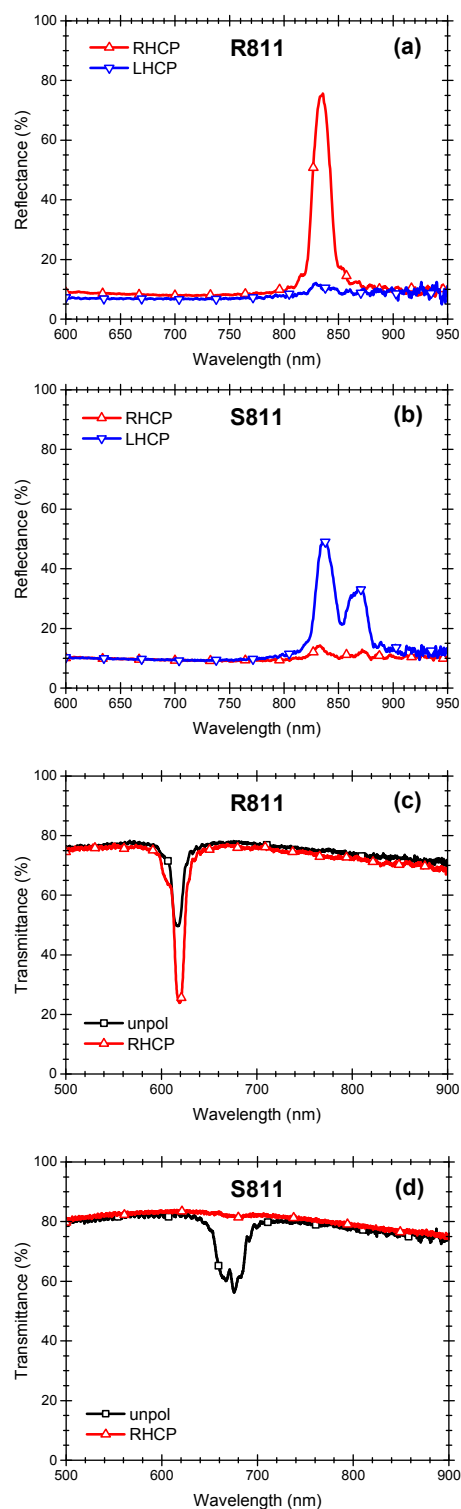 R811 (a)
RHCP
LHCP
Reflectance (%)
100
80
60
40
20
0
600 650 700 750 800 850 900 950
Wavelength (nm)
S811 (b)
RHCP
LHCP
Reflectance (%)
100
80
60
40
20
0
600 650 700 750 800 850 900 950
Wavelength (nm)
R811 (c)
Transmittance (%)
100
80
60
40
20
0
unpol
RHCP
500 600 700 800 900
Wavelength (nm)
S811 (d)
Transmittance (%)
100
80
60
40
20
0
unpol
RHCP
500 600 700 800 900
Wavelength (nm)